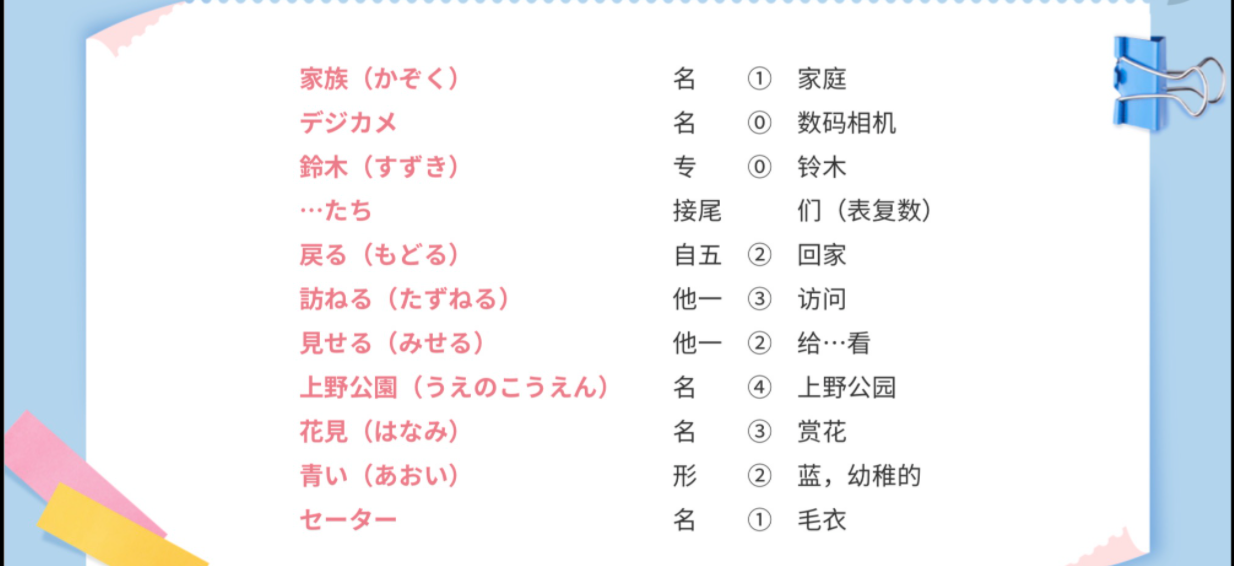 家族（かぞく） 名 ① 家庭
デジカメ 名 ⓪ 数码相机
鈴木（すずき） 专 ⓪ 铃木
…たち 接尾 们（表复数）
戻る（もどる） 自五 ② 回家
訪ねる（たずねる） 他一 ③ 访问
見せる（みせる） 他一 ② 给…看
上野公園（うえのこうえん） 名 ④ 上野公园
花見（はなみ） 名 ③ 赏花
青い（あおい） 形 ② 蓝，幼稚的
セーター 名 ① 毛衣